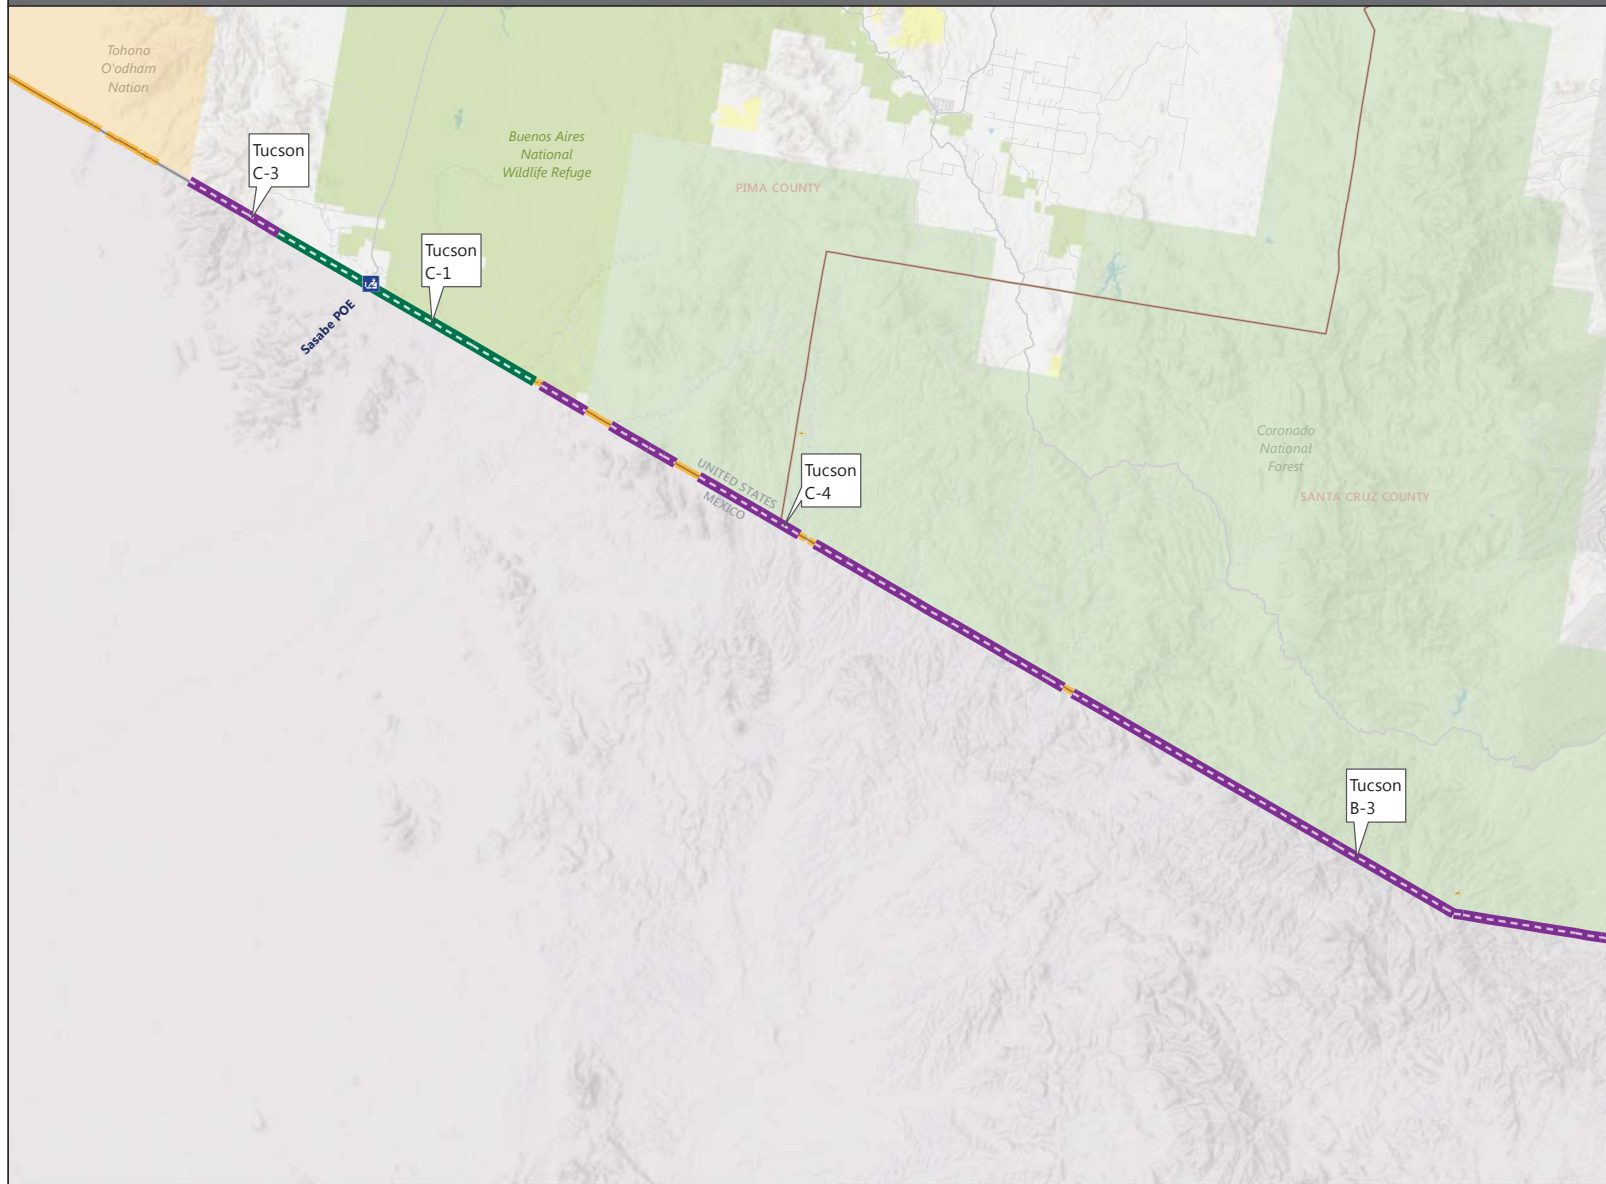 Tohono
O'odham
Nation
Tucson
C-3
Buenos Aires
National
Wildlife Refuge
PIMA COUNTY
Tucson
C-1
Sasabe POE
UNITED STATES
MEXICO
Tucson
C-4
Coronado
National
Forest
SANTA CRUZ COUNTY
Tucson
B-3